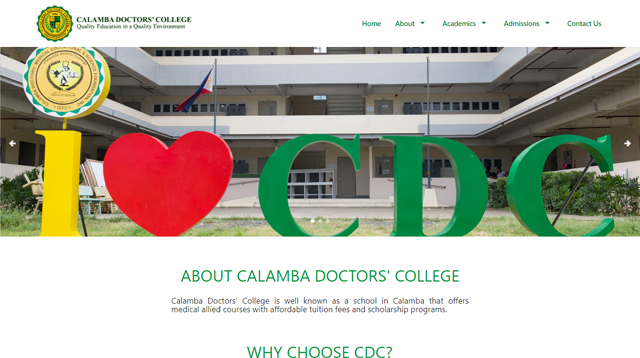 CALAMBA DOCTORS' COLLEGE
Quality Education in a Quality Environment
Home About Academics Admissions Contact Us
I CDC
ABOUT CALAMBA DOCTORS' COLLEGE
Calamba Doctors' College is well known as a school in Calamba that offers
medical allied courses with affordable tuition fees and scholarship programs.
WHY CHOOSE CDC?